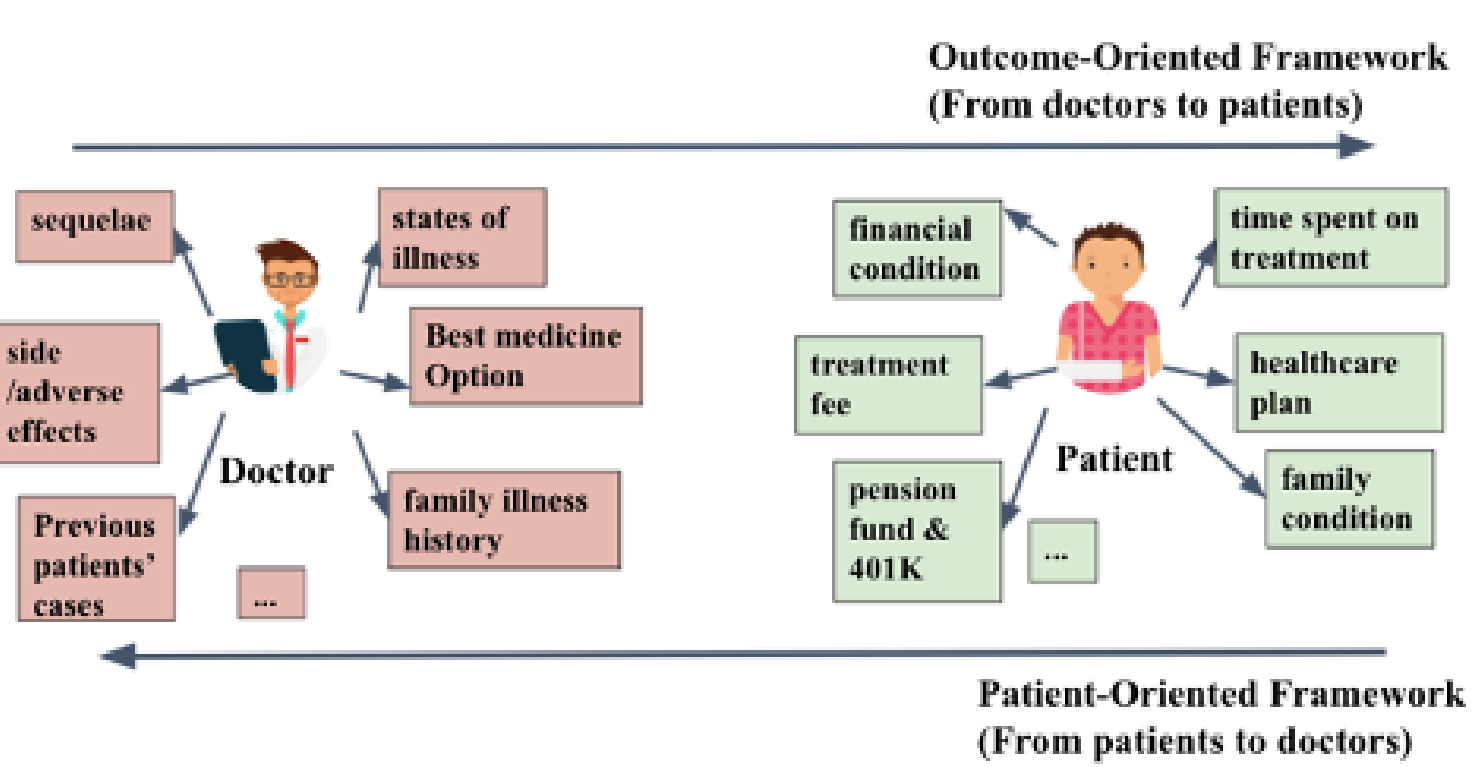 Outcome-Oriented Framework
(From doctors to patients)
sequelae
states of
illness
side
/adverse
effects
Best medicine
Option
Doctor
Previous
patients'
cases
family illness
history
...
financial
condition
time spent on
treatment
treatment
fee
healthcare
plan
Patient
pension
fund &
401K
family
condition
...
Patient-Oriented Framework
(From patients to doctors)